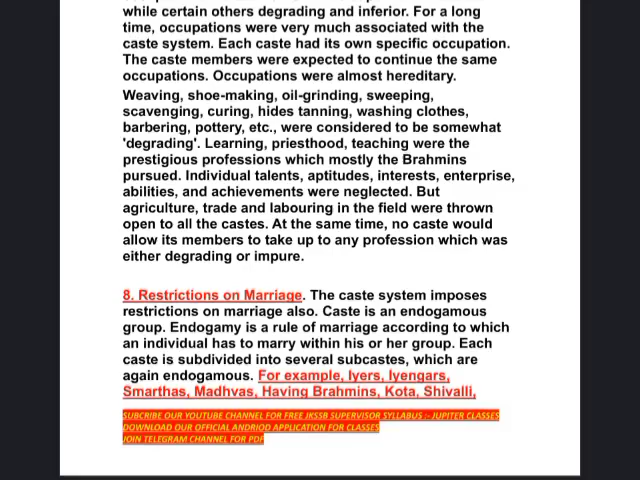 while certain others degrading and inferior. For a long
time, occupations were very much associated with the
caste system. Each caste had its own specific occupation.
The caste members were expected to continue the same
occupations. Occupations were almost hereditary.
Weaving, shoe-making, oil-grinding, sweeping,
scavenging, curing, hides tanning, washing clothes,
barbering, pottery, etc., were considered to be somewhat
'degrading'. Learning, priesthood, teaching were the
prestigious professions which mostly the Brahmins
pursued. Individual talents, aptitudes, interests, enterprise,
abilities, and achievements were neglected. But
agriculture, trade and labouring in the field were thrown
open to all the castes. At the same time, no caste would
allow its members to take up to any profession which was
either degrading or impure.
8. Restrictions on Marriage. The caste system imposes
restrictions on marriage also. Caste is an endogamous
group. Endogamy is a rule of marriage according to which
an individual has to marry within his or her group. Each
caste is subdivided into several subcastes, which are
again endogamous. For example, Iyers, Iyengars,
Smarthas, Madhvas, Having Brahmins, Kota, Shivalli,
SUBCRIBE OUR YOUTUBE CHANNEL FOR FREE JKSSB SUPERVISOR SYLLABUS :- JUPITER CLASSES
DOWNLOAD OUR OFFICIAL ANDRIOD APPLICATION FOR CLASSES
JOIN TELEGRAM CHANNEL FOR PDF